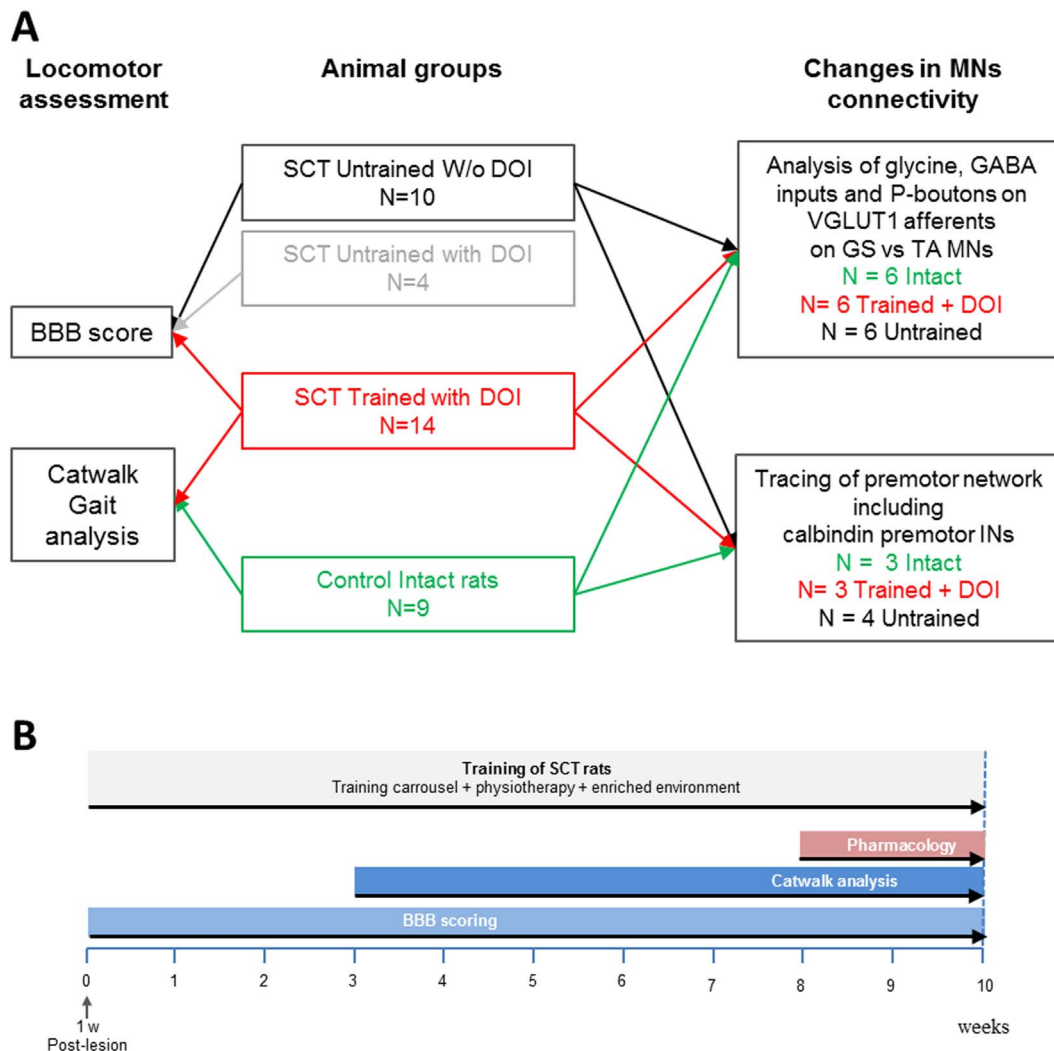 A
Locomotor
assessment
Animal groups
Changes in MNs
connectivity
SCT Untrained W/o DOI
N=10
SCT Untrained with DOI
N=4
BBB score
SCT Trained with DOI
N=14
Catwalk
Gait
analysis
Control Intact rats
N=9
Analysis of glycine, GABA
inputs and P-boutons on
VGLUT1 afferents
on GS vs TA MNs
N = 6 Intact
N= 6 Trained + DOI
N = 6 Untrained
Tracing of premotor network
including
calbindin premotor INs
N = 3 Intact
N= 3 Trained + DOI
N = 4 Untrained
B
Training of SCT rats
Training carrousel + physiotherapy + enriched environment
Pharmacology
Catwalk analysis
BBB scoring
0 1 2 3 4 5 6 7 8 9 10
1 w
Post-lesion
weeks